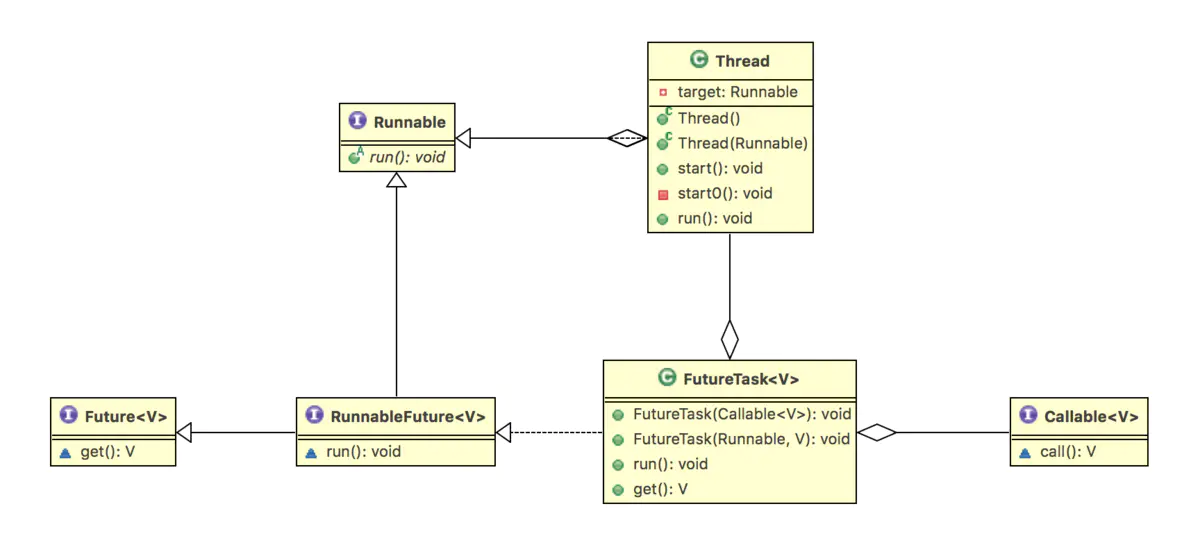 Thread
target: Runnable
Thread()
Thread(Runnable)
start(): void
start0(): void
run(): void
Runnable
run(): void
Future<V>
get(): V
RunnableFuture<V>
run(): void
FutureTask<V>
FutureTask(Callable<V>): void
FutureTask(Runnable, V): void
run(): void
get(): V
Callable<V>
call(): V